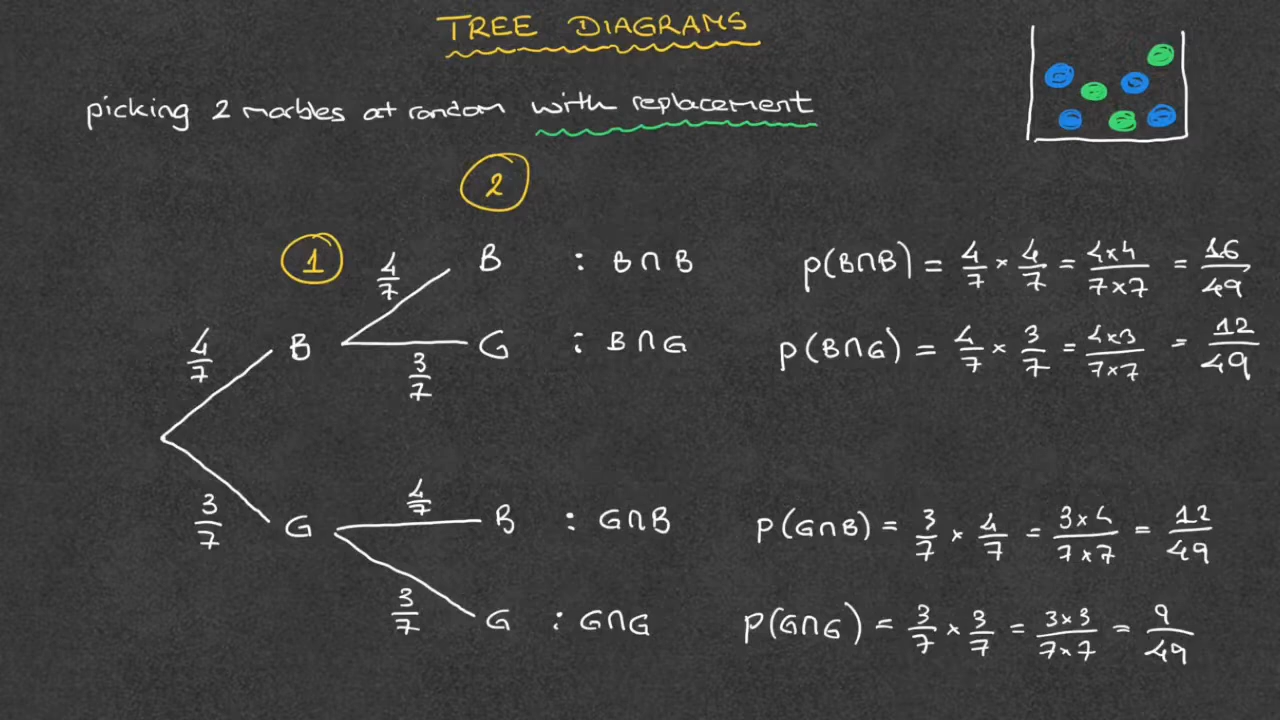 TREE DIAGRAMS
picking 2 marbles at random with replacement
2
1
4/7 B : B∩B p(B∩B) = 4/7 × 4/7 = 4×4/7×7 = 16/49
4/7 B 3/7 G : B∩G p(B∩G) = 4/7 × 3/7 = 4×3/7×7 = 12/49
3/7 G 4/7 B : G∩B P(G∩B) = 3/7 × 4/7 = 3×4/7×7 = 12/49
3/7 G : G∩G P(G∩G) = 3/7 × 3/7 = 3×3/7×7 = 9/49